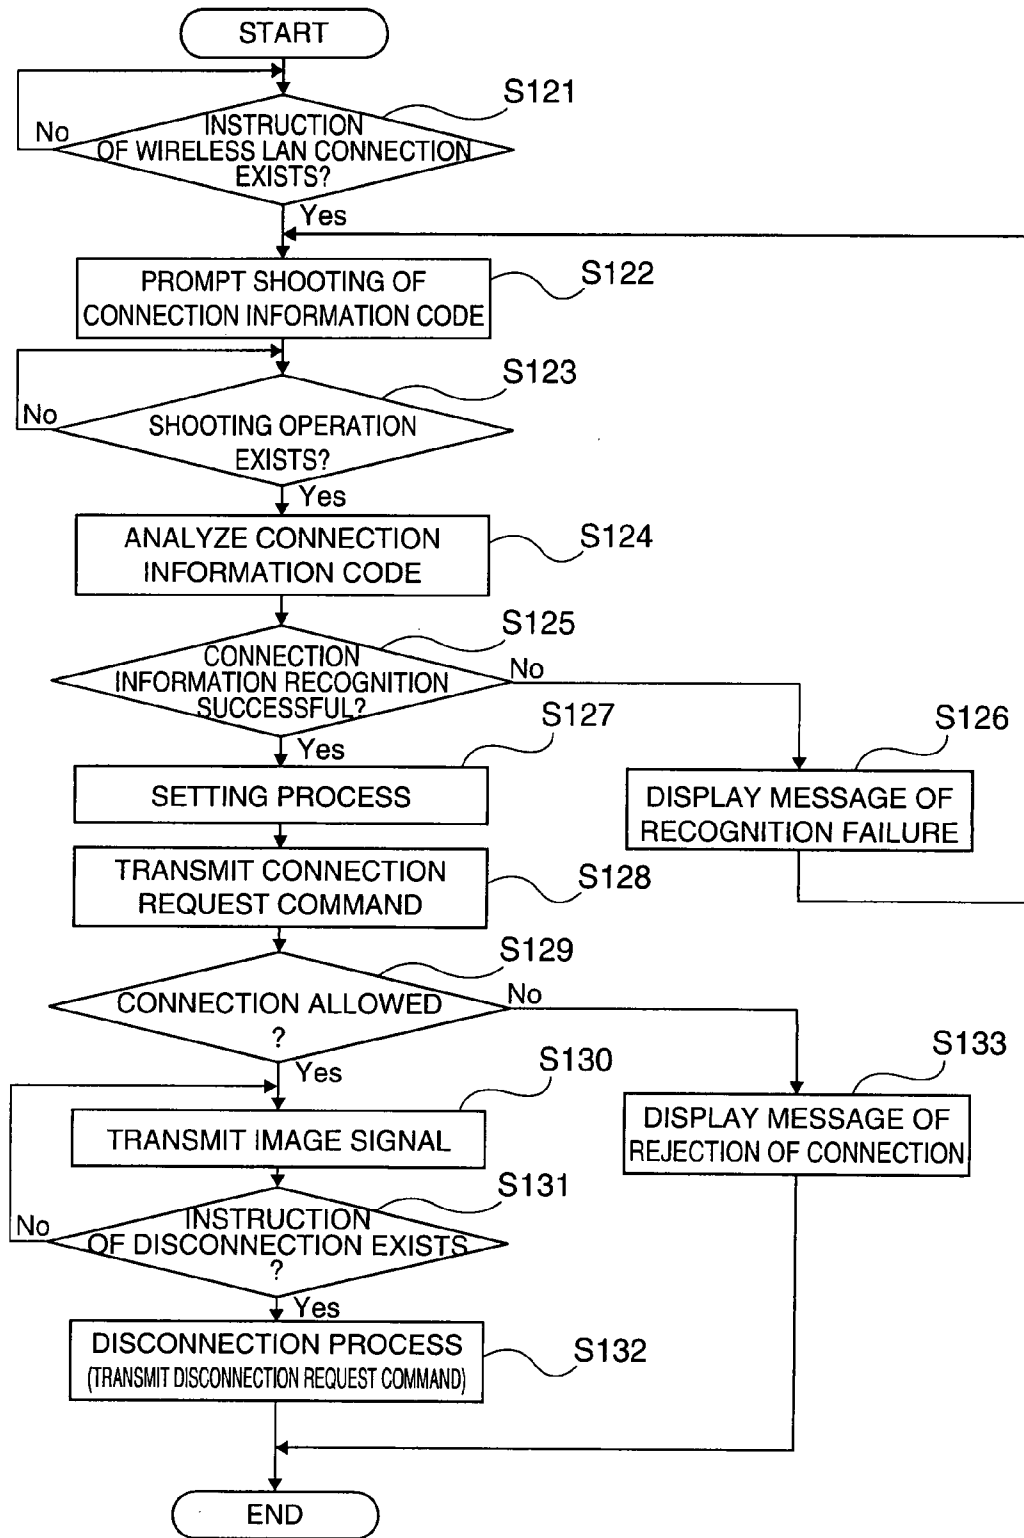 START
S121
INSTRUCTION
OF WIRELESS LAN CONNECTION
EXISTS?
No
Yes
S122
PROMPT SHOOTING OF
CONNECTION INFORMATION CODE
S123
No
SHOOTING OPERATION
EXISTS?
Yes
S124
ANALYZE CONNECTION
INFORMATION CODE
S125
CONNECTION
INFORMATION RECOGNITION
SUCCESSFUL?
No
Yes
S127
S126
SETTING PROCESS
DISPLAY MESSAGE OF
RECOGNITION FAILURE
TRANSMIT CONNECTION
REQUEST COMMAND
S128
S129
CONNECTION ALLOWED
?
No
Yes
S130
S133
TRANSMIT IMAGE SIGNAL
DISPLAY MESSAGE OF
REJECTION OF CONNECTION
S131
INSTRUCTION
OF DISCONNECTION EXISTS
?
No
Yes
DISCONNECTION PROCESS
(TRANSMIT DISCONNECTION REQUEST COMMAND)
S132
END